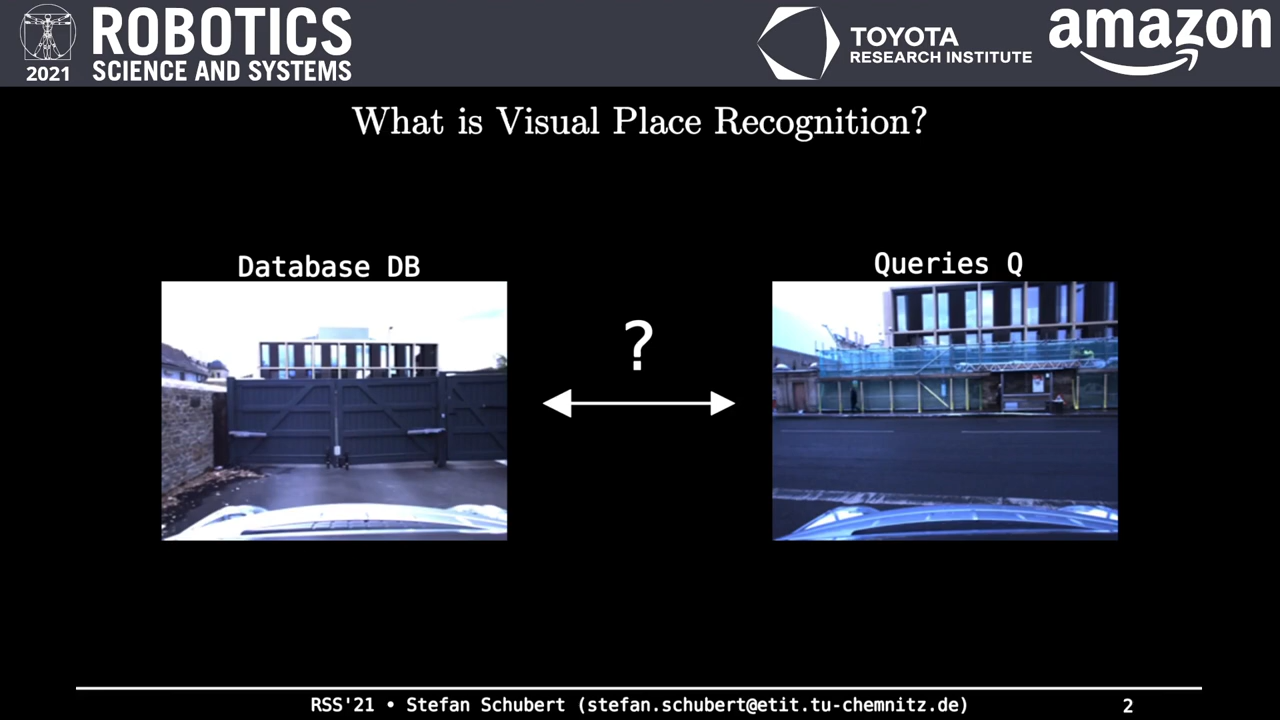 ROBOTICS
SCIENCE AND SYSTEMS
2021
TOYOTA
RESEARCH INSTITUTE
amazon
What is Visual Place Recognition?
Database DB
Queries Q
?
RSS'21 • Stefan Schubert (stefan.schubert@etit.tu-chemnitz.de)
2